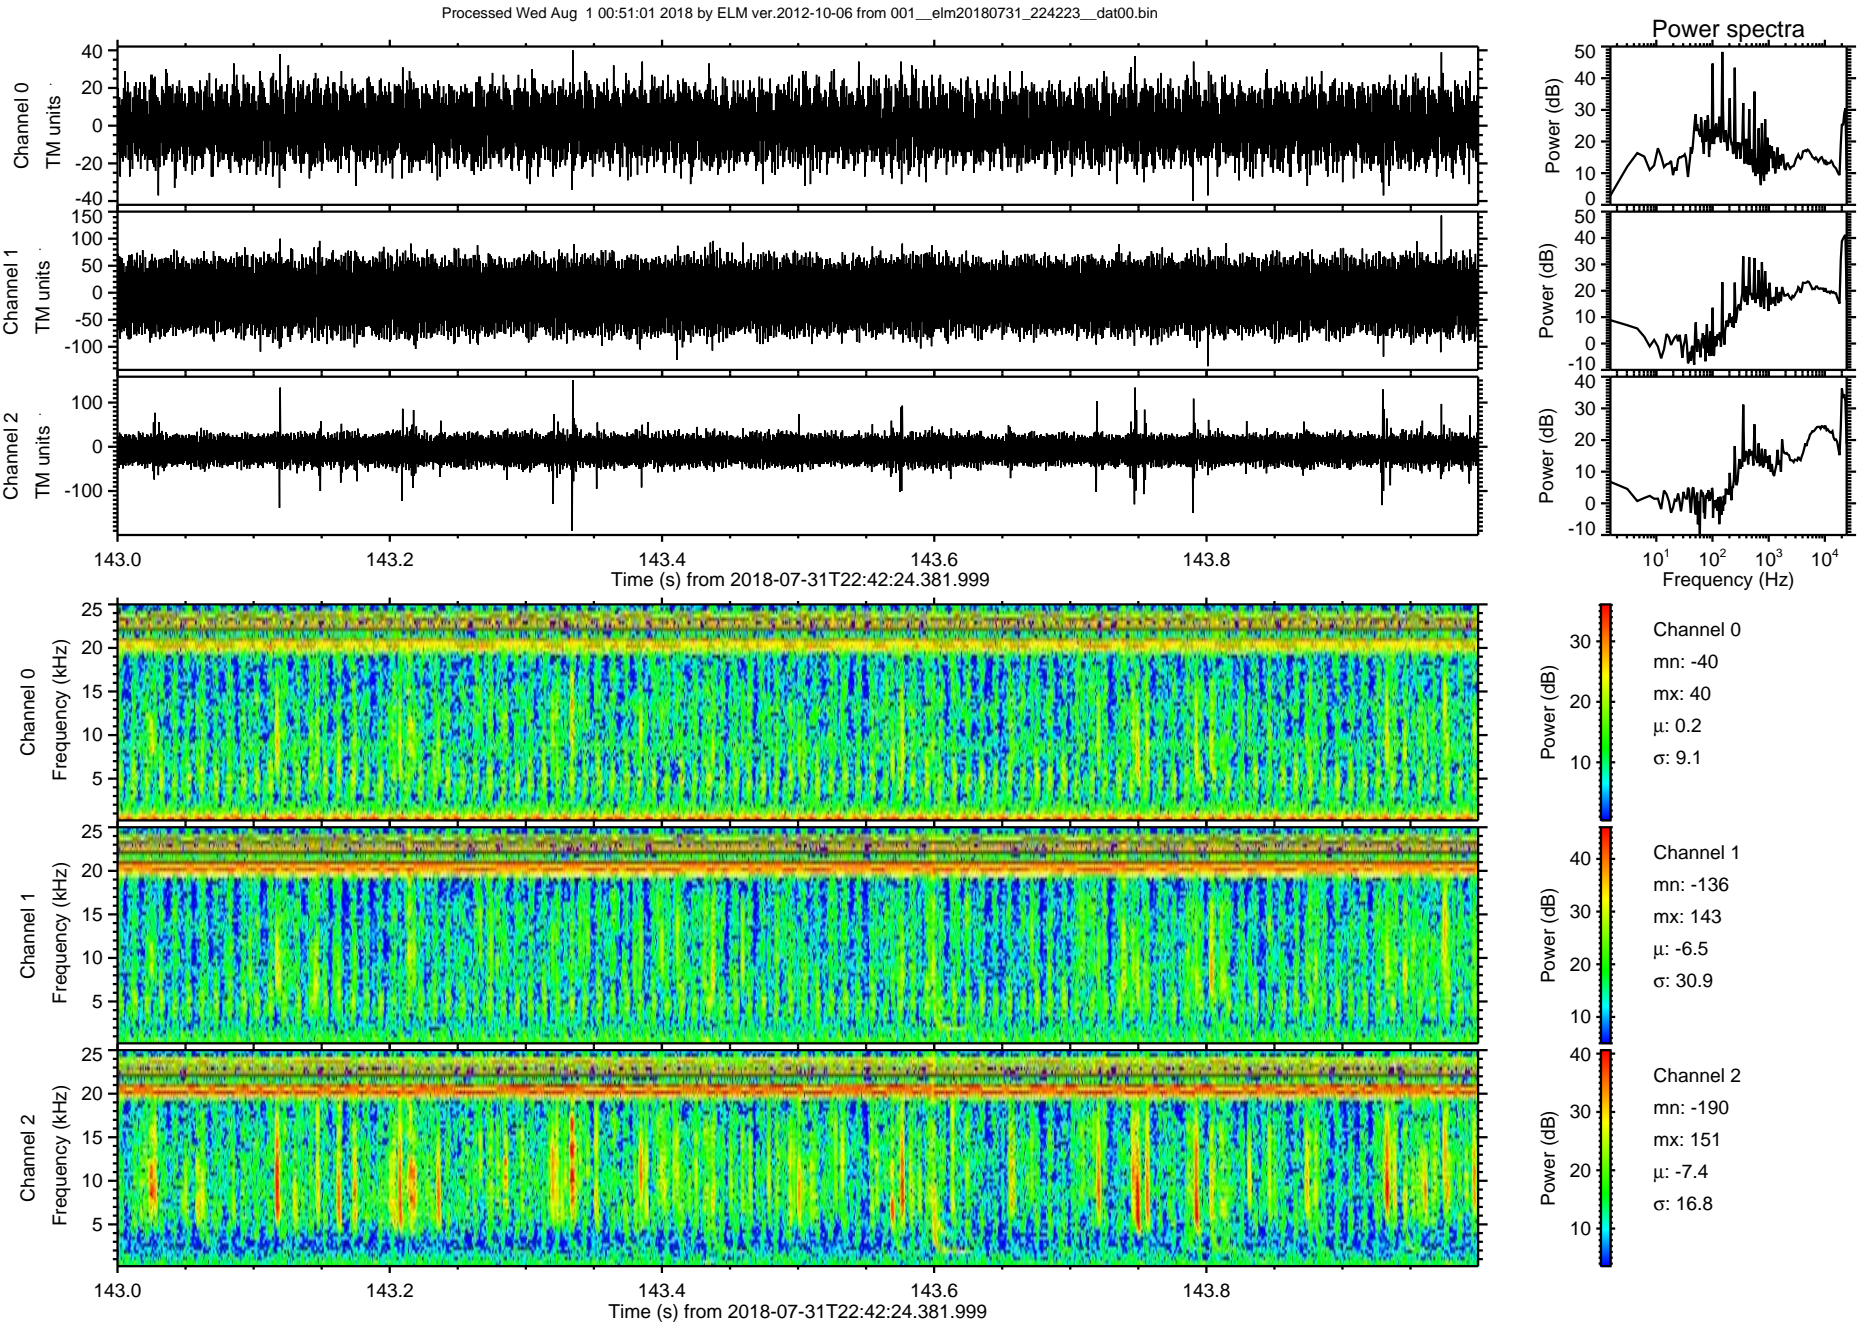 Processed Wed Aug  1 00:51:01 2018 by ELM ver.2012-10-06 from 001__elm20180731_224223__dat00.bin
Power spectra
Channel 0
TM units
40
20
0
-20
-40
Power (dB)
50
40
30
20
10
0
Channel 1
TM units
150
100
50
0
-50
-100
Power (dB)
50
40
30
20
10
0
-10
Channel 2
TM units
100
0
-100
Power (dB)
40
30
20
10
0
-10
143.0
143.2
143.4
143.6
143.8
Time (s) from 2018-07-31T22:42:24.381.999
10¹
10²
10³
10⁴
Frequency (Hz)
Channel 0
Frequency (kHz)
25
20
15
10
5
Power (dB)
30
20
10
Channel 0
mn: -40
mx: 40
µ: 0.2
σ: 9.1
Channel 1
Frequency (kHz)
25
20
15
10
5
Power (dB)
40
30
20
10
Channel 1
mn: -136
mx: 143
µ: -6.5
σ: 30.9
Channel 2
Frequency (kHz)
25
20
15
10
5
Power (dB)
40
30
20
10
Channel 2
mn: -190
mx: 151
µ: -7.4
σ: 16.8
143.0
143.2
143.4
143.6
143.8
Time (s) from 2018-07-31T22:42:24.381.999